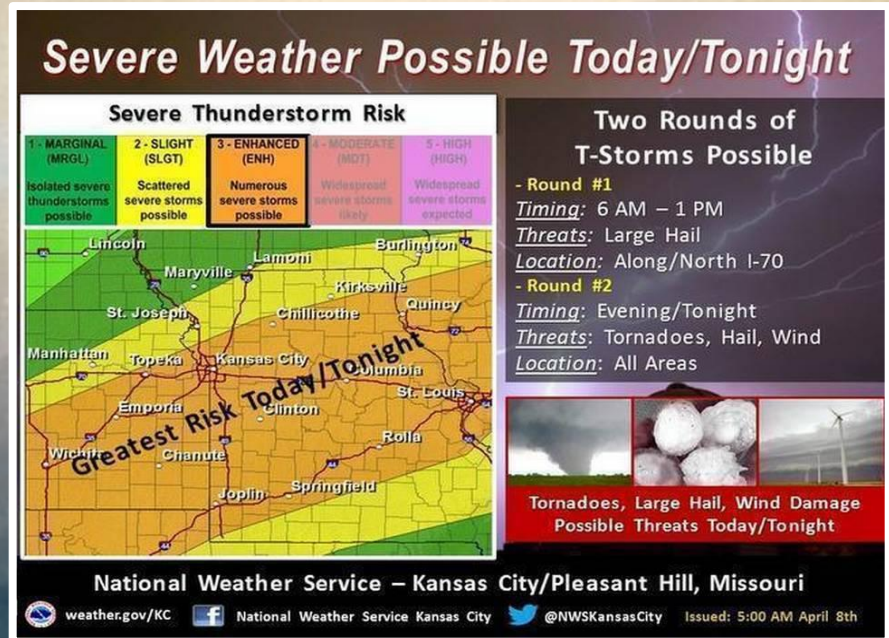 Severe Weather Possible Today/Tonight
Severe Thunderstorm Risk
1 - MARGINAL
(MRGL)
Isolated severe
thunderstorms
possible
2 - SLIGHT
(SLGT)
Scattered
severe storms
possible
3 - ENHANCED
(ENH)
Numerous
severe storms
possible
4 - MODERATE
(MDT)
Widespread
severe storms
likely
5 - HIGH
(HIGH)
Widespread
severe storms
expected
Lincoln
Burlington
Lamoni
Maryville
Kirksville
St. Joseph
Chillicothe
Quincy
Manhattan
Topeka
Kansas City
Columbia
St. Louis
Emporia
Clinton
Greatest Risk Today/Tonight
Rolla
Wichita
Chanute
Springfield
Joplin
Two Rounds of
T-Storms Possible
- Round #1
Timing: 6 AM – 1 PM
Threats: Large Hail
Location: Along/North I-70
- Round #2
Timing: Evening/Tonight
Threats: Tornadoes, Hail, Wind
Location: All Areas
Tornadoes, Large Hail, Wind Damage
Possible Threats Today/Tonight
National Weather Service – Kansas City/Pleasant Hill, Missouri
weather.gov/KC
National Weather Service Kansas City
@NWSKansasCity
Issued: 5:00 AM April 8th